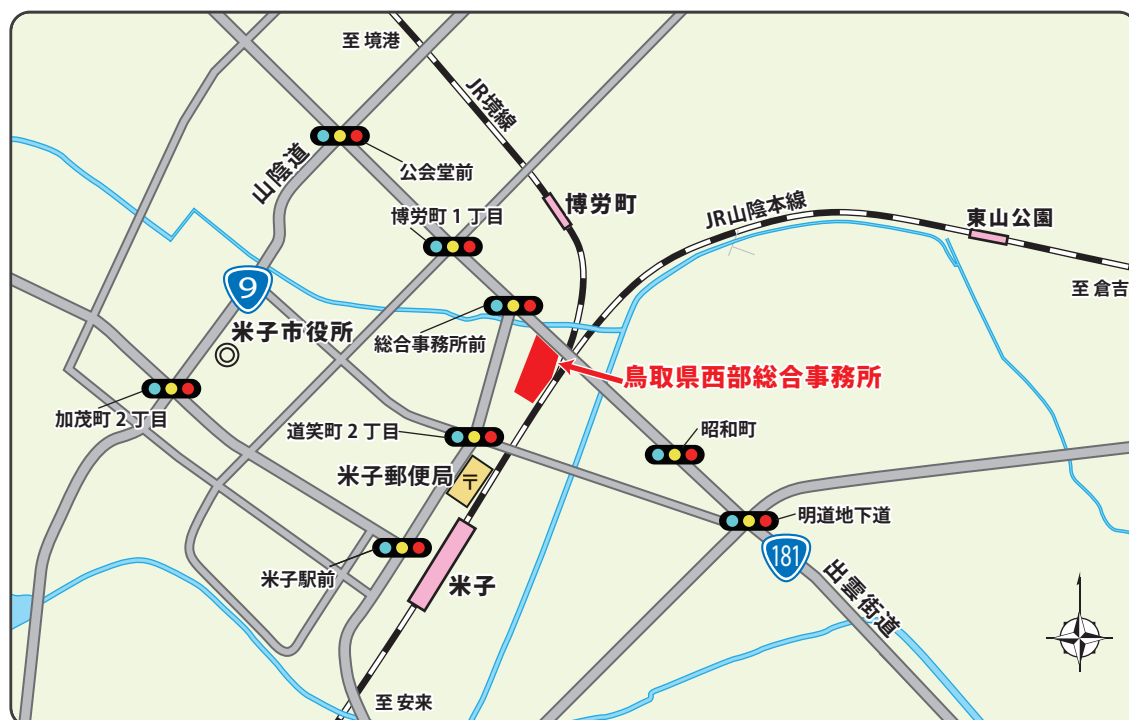 至 境港
JR境線
公会堂前
山陰道
博労町
博労町 1 丁目
JR山陰本線
東山公園
至 倉吉
9
米子市役所
総合事務所前
鳥取県西部総合事務所
加茂町 2 丁目
道笑町 2 丁目
昭和町
米子郵便局
〒
明道地下道
181
米子駅前
米子
出雲街道
至 安来